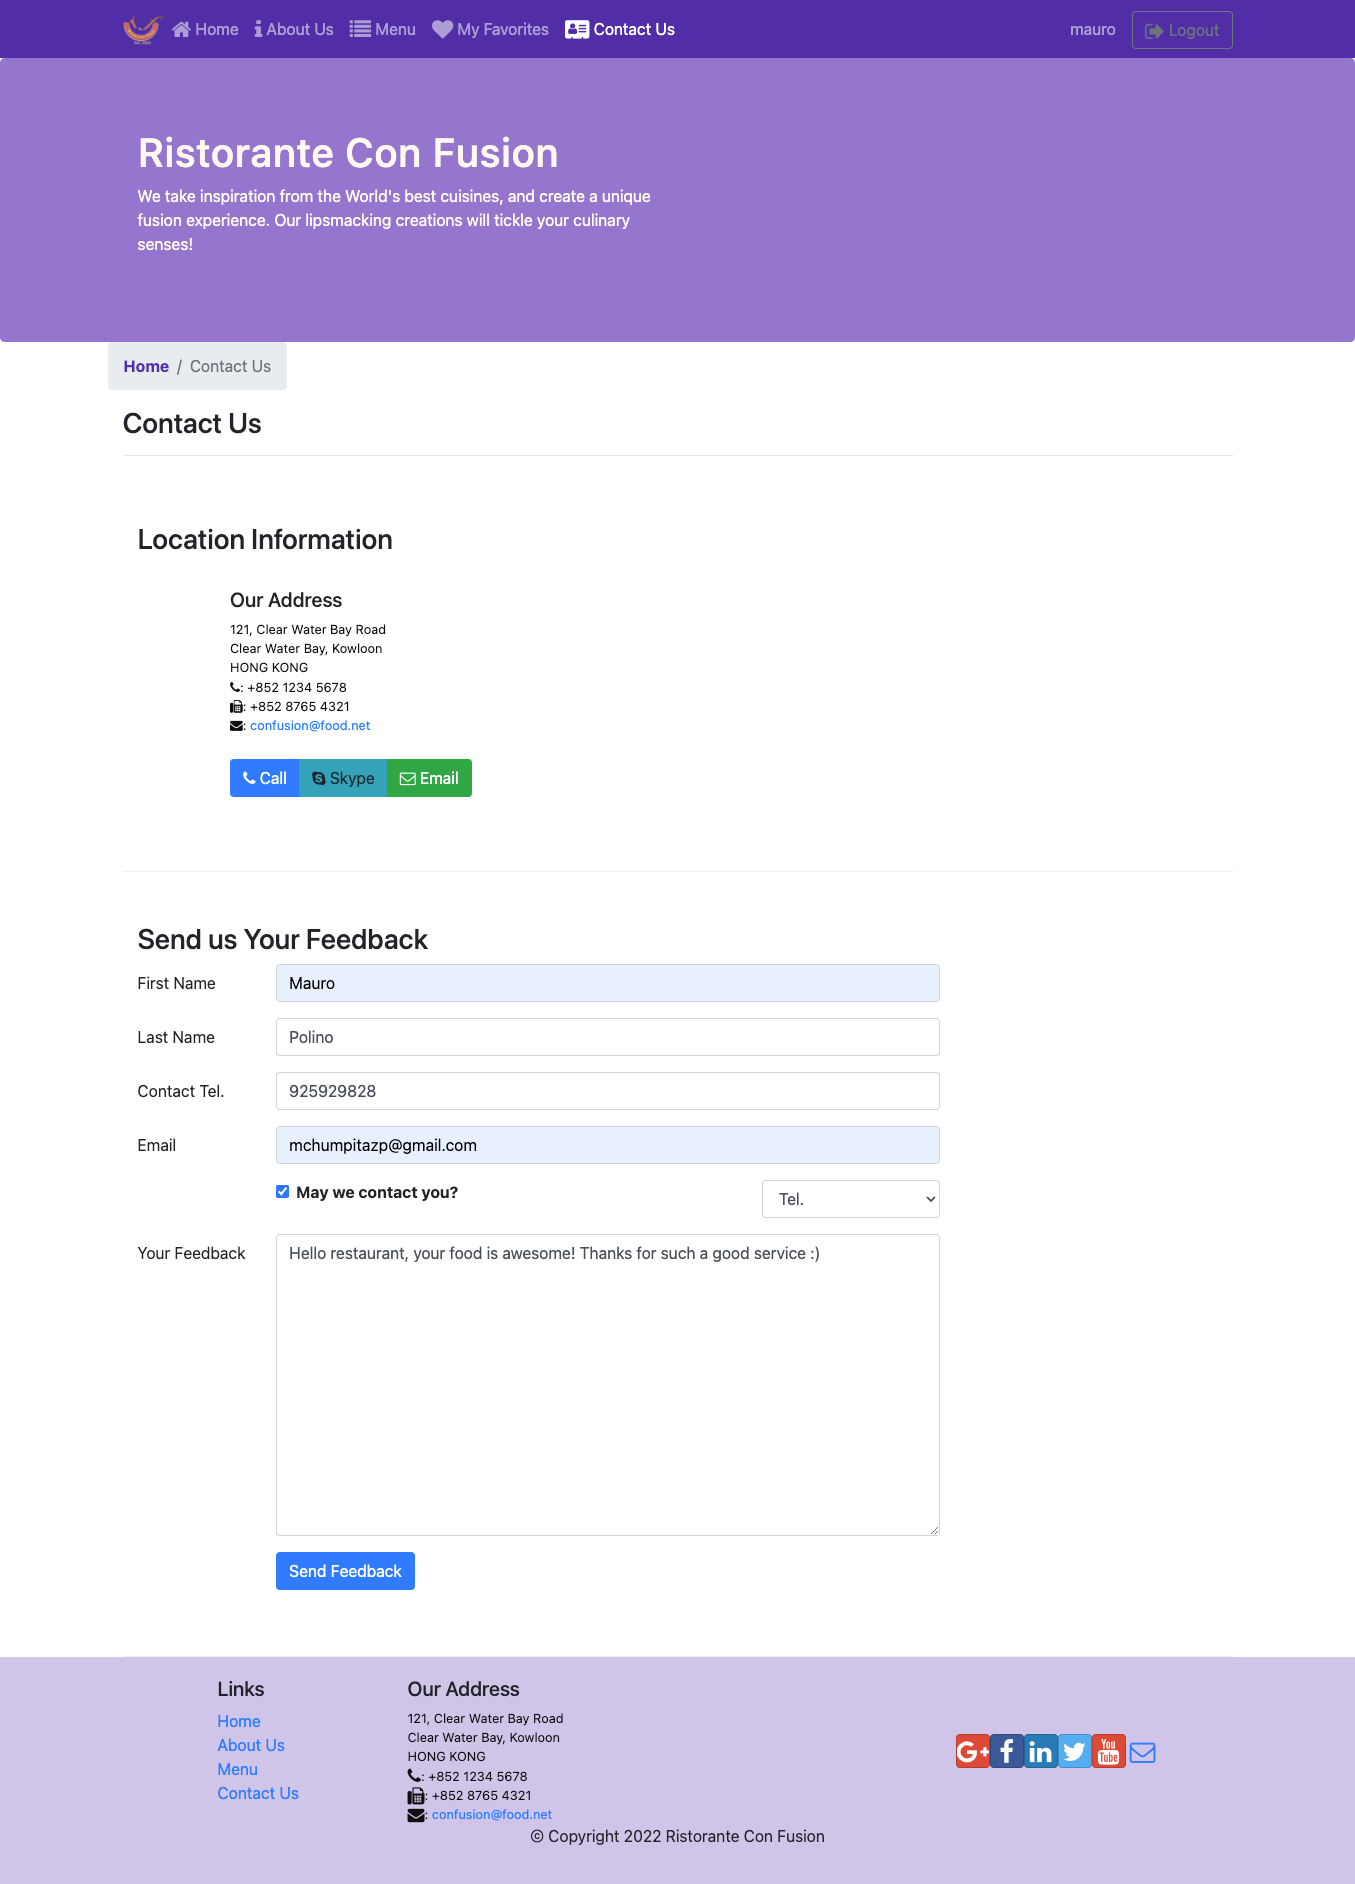 Home About Us Menu My Favorites Contact Us mauro Logout
Ristorante Con Fusion
We take inspiration from the World's best cuisines, and create a unique
fusion experience. Our lipsmacking creations will tickle your culinary
senses!
Home / Contact Us
Contact Us
Location Information
Our Address
121, Clear Water Bay Road
Clear Water Bay, Kowloon
HONG KONG
: +852 1234 5678
: +852 8765 4321
: confusion@food.net
Call Skype Email
Send us Your Feedback
First Name Mauro
Last Name Polino
Contact Tel. 925929828
Email mchumpitazp@gmail.com
May we contact you? Tel.
Your Feedback Hello restaurant, your food is awesome! Thanks for such a good service :)
Send Feedback
Links
Home
About Us
Menu
Contact Us
Our Address
121, Clear Water Bay Road
Clear Water Bay, Kowloon
HONG KONG
: +852 1234 5678
: +852 8765 4321
: confusion@food.net
G+ f in You Tube
© Copyright 2022 Ristorante Con Fusion